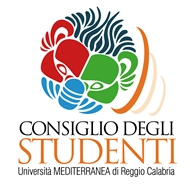 CONSIGLIO DEGLI
STUDENTI
Università MEDITERRANEA di Reggio Calabria